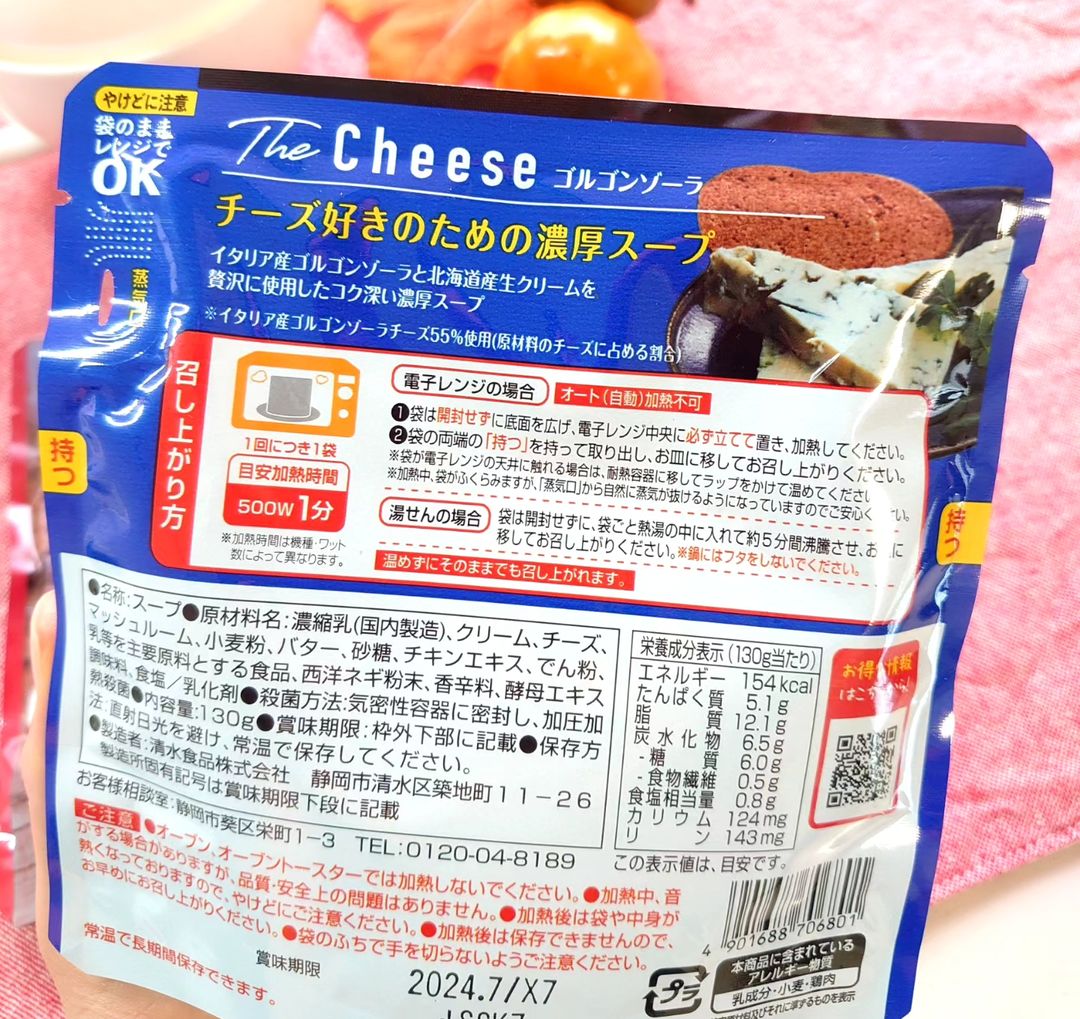 やけどに注意
袋のまま
レンジで
OK
The Cheese ゴルゴンゾーラ
チーズ好きのための濃厚スープ
イタリア産ゴルゴンゾーラと北海道産生クリームを
贅沢に使用したコク深い濃厚スープ
※イタリア産ゴルゴンゾーラチーズ55%使用(原材料のチーズに占める割合)
蒸気口
持つ
召し上がり方
1回につき1袋
目安加熱時間
500W 1分
※加熱時間は機種・ワット
数によって異なります。
電子レンジの場合 オート(自動)加熱不可
❶袋は開封せずに底面を広げ、電子レンジ中央に必ず立てて置き、加熱してください。
❷袋の両端の「持つ」を持って取り出し、お皿に移してお召し上がりください。
※袋が電子レンジの天井に触れる場合は、耐熱容器に移してラップをかけて温めてください
※加熱中、袋がふくらみますが、「蒸気口」から自然に蒸気が抜けるようになっていますのでご安心ください。
湯せんの場合 袋は開封せずに、袋ごと熱湯の中に入れて約5分間沸騰させ、お皿に
移してお召し上がりください。※鍋にはフタをしないでください。
温めずにそのままでも召し上がれます。
持つ
●名称:スープ●原材料名:濃縮乳(国内製造)、クリーム、チーズ、
マッシュルーム、小麦粉、バター、砂糖、チキンエキス、でん粉、
乳等を主要原料とする食品、西洋ネギ粉末、香辛料、酵母エキス
調味料、食塩/乳化剤●殺菌方法:気密性容器に密封し、加圧加
熱殺菌●内容量:130g●賞味期限:枠外下部に記載●保存方
法:直射日光を避け、常温で保存してください。
●製造者:清水食品株式会社 静岡市清水区築地町11-26
製造所固有記号は賞味期限下段に記載
お客様相談室:静岡市葵区栄町1-3 TEL:0120-04-8189
栄養成分表示(130g当たり)
エネルギー 154kcal
たんぱく質 5.1g
脂質 12.1g
炭水化物 6.5g
-糖質 6.0g
-食物繊維 0.5g
食塩相当量 0.8g
カリウム 124mg
リン 143mg
この表示値は、目安です。
お得な情報
はこちらから!
ご注意 ●オーブン、オーブントースターでは加熱しないでください。●加熱中、音
がする場合がありますが、品質・安全上の問題はありません。●加熱後は袋や中身が
熱くなっておりますので、やけどにご注意ください。●加熱後は保存できませんので、
お早めにお召し上がりください。●袋のふちで手を切らないようご注意ください。
常温で長期間保存できます。
賞味期限
2024.7/X7
4 901688 706801
プラ
本商品に含まれている
アレルギー物質
乳成分・小麦・鶏肉